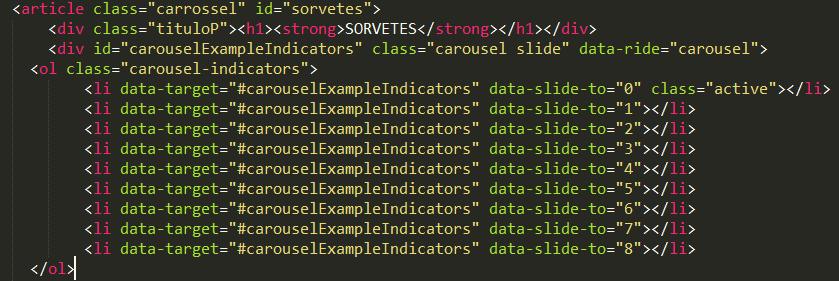 <article class="carrossel" id="sorvetes">
<div class="tituloP"><h1><strong>SORVETES</strong></h1></div>
<div id="carouselExampleIndicators" class="carousel slide" data-ride="carousel">
<ol class="carousel-indicators">
<li data-target="#carouselExampleIndicators" data-slide-to="0" class="active"></li>
<li data-target="#carouselExampleIndicators" data-slide-to="1"></li>
<li data-target="#carouselExampleIndicators" data-slide-to="2"></li>
<li data-target="#carouselExampleIndicators" data-slide-to="3"></li>
<li data-target="#carouselExampleIndicators" data-slide-to="4"></li>
<li data-target="#carouselExampleIndicators" data-slide-to="5"></li>
<li data-target="#carouselExampleIndicators" data-slide-to="6"></li>
<li data-target="#carouselExampleIndicators" data-slide-to="7"></li>
<li data-target="#carouselExampleIndicators" data-slide-to="8"></li>
</ol>